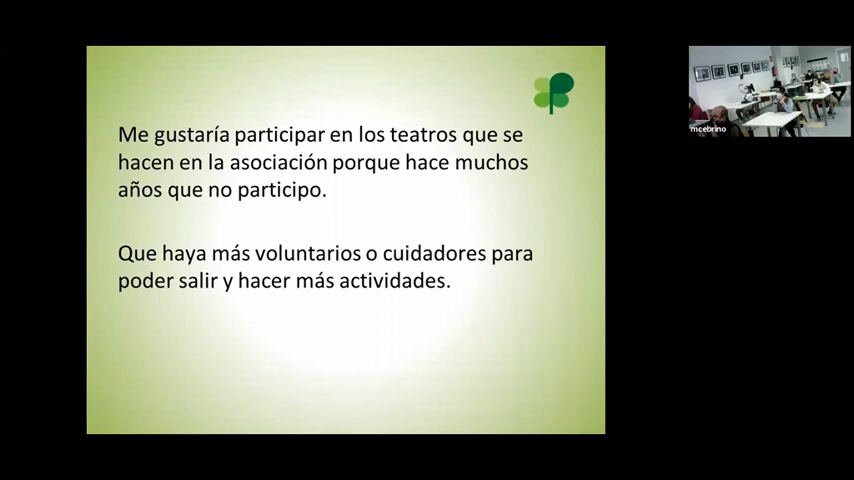 Me gustaría participar en los teatros que se
hacen en la asociación porque hace muchos
años que no participo.
Que haya más voluntarios o cuidadores para
poder salir y hacer más actividades.
mcebrino